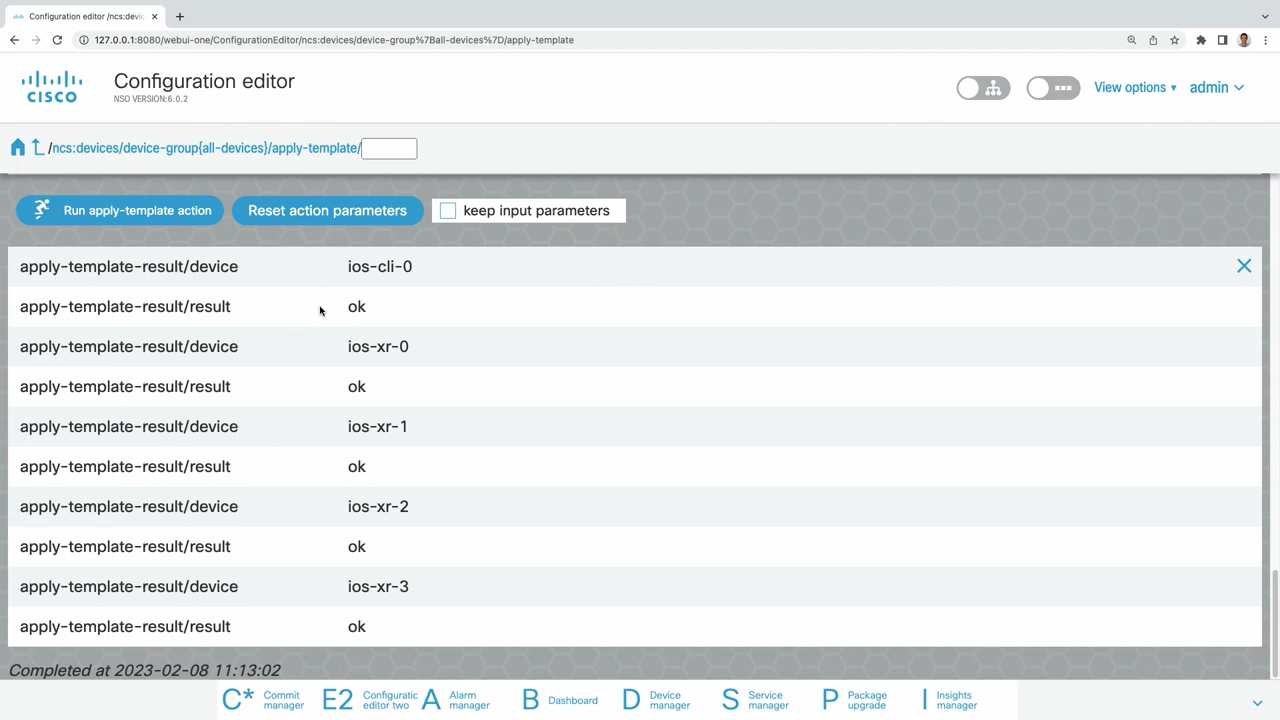 Configuration editor /ncs:devic
127.0.0.1:8080/webui-one/ConfigurationEditor/ncs:devices/device-group%7Ball-devices%7D/apply-template
CISCO
Configuration editor
NSO VERSION:6.0.2
View options
admin
/ncs:devices/device-group{all-devices}/apply-template/
Run apply-template action
Reset action parameters
keep input parameters
apply-template-result/device ios-cli-0
apply-template-result/result ok
apply-template-result/device ios-xr-0
apply-template-result/result ok
apply-template-result/device ios-xr-1
apply-template-result/result ok
apply-template-result/device ios-xr-2
apply-template-result/result ok
apply-template-result/device ios-xr-3
apply-template-result/result ok
Completed at 2023-02-08 11:13:02
C* Commit manager
E2 Configuratic editor two
A Alarm manager
B Dashboard
D Device manager
S Service manager
P Package upgrade
I Insights manager